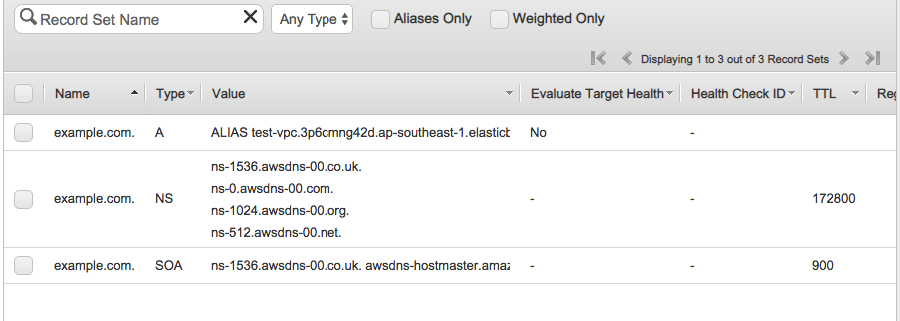 Record Set Name
Any Type
Aliases Only
Weighted Only
Displaying 1 to 3 out of 3 Record Sets
Name Type Value Evaluate Target Health Health Check ID TTL Reg
example.com. A ALIAS test-vpc.3p6cmng42d.ap-southeast-1.elasticb No -
example.com. NS ns-1536.awsdns-00.co.uk. - - 172800
ns-0.awsdns-00.com.
ns-1024.awsdns-00.org.
ns-512.awsdns-00.net.
example.com. SOA ns-1536.awsdns-00.co.uk. awsdns-hostmaster.amaz - - 900